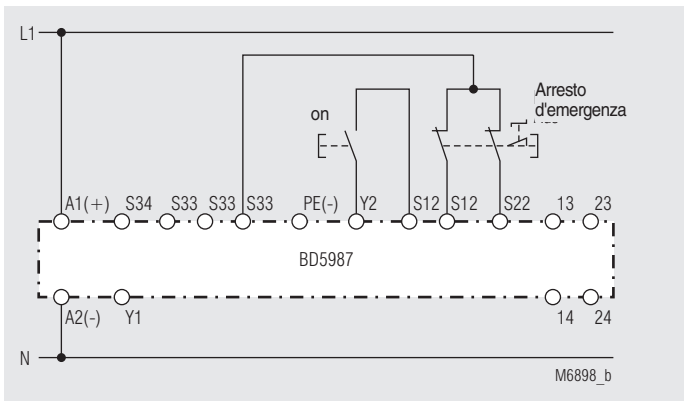 L1
Arresto
d'emergenza
on
A1(+) S34 S33 S33 S33 PE(-) Y2 S12 S12 S22 13 23
BD5987
A2(-) Y1 14 24
N
M6898_b